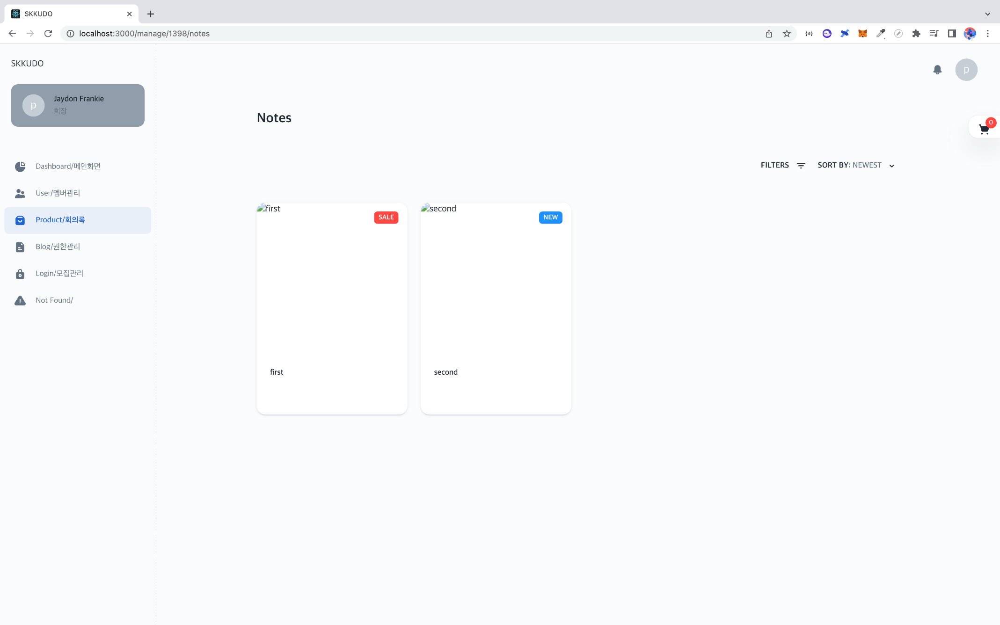 SKKUDO
localhost:3000/manage/1398/notes
SKKUDO
p
Jaydon Frankie
회장
p
Notes
0
Dashboard/메인화면
User/멤버관리
Product/회의록
Blog/권한관리
Login/모집관리
Not Found/
FILTERS
SORT BY: NEWEST
first
SALE
second
NEW
first
second